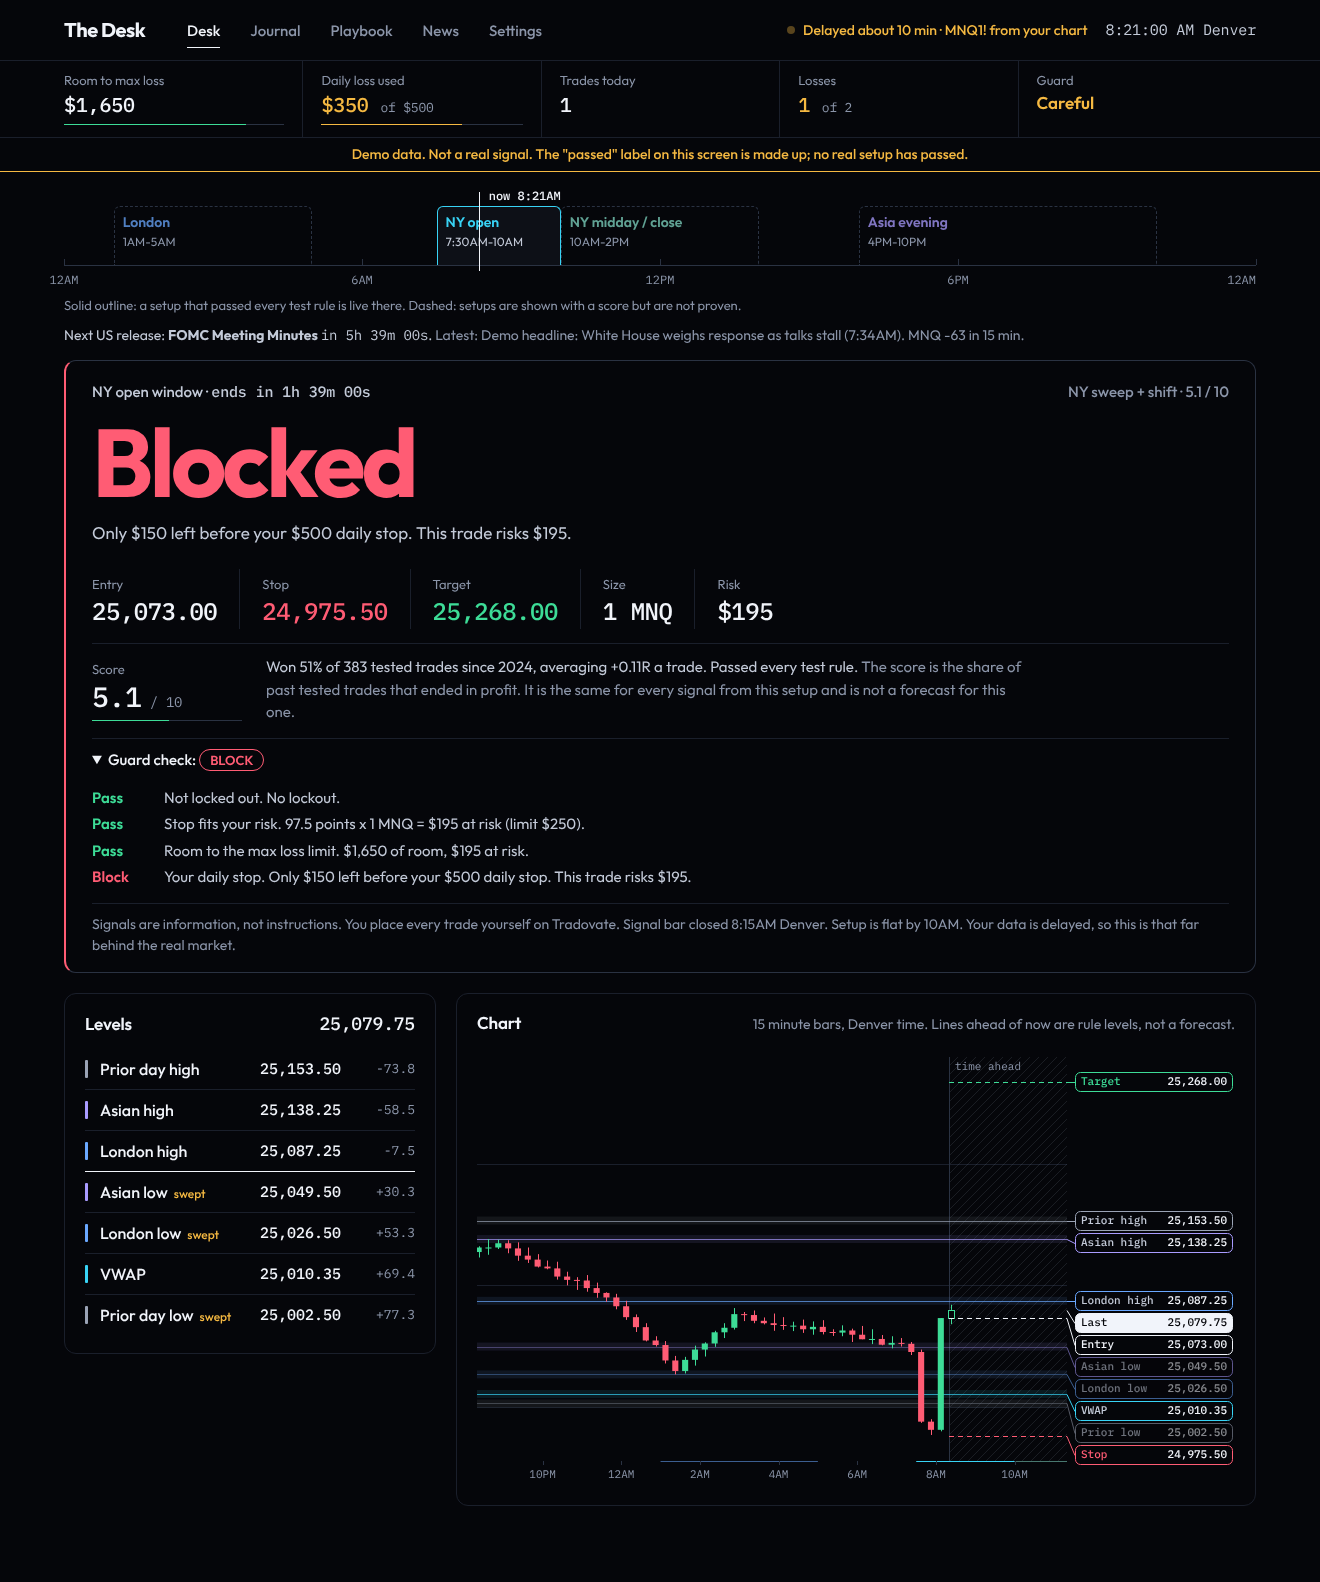 The Desk
Desk
Journal
Playbook
News
Settings
Delayed about 10 min · MNQ1! from your chart
8:21:00 AM Denver
Room to max loss
$1,650
Daily loss used
$350 of $500
Trades today
1
Losses
1 of 2
Guard
Careful
Demo data. Not a real signal. The "passed" label on this screen is made up; no real setup has passed.
now 8:21AM
London
1AM-5AM
NY open
7:30AM-10AM
NY midday / close
10AM-2PM
Asia evening
4PM-10PM
12AM
6AM
12PM
6PM
12AM
Solid outline: a setup that passed every test rule is live there. Dashed: setups are shown with a score but are not proven.
Next US release: FOMC Meeting Minutes in 5h 39m 00s. Latest: Demo headline: White House weighs response as talks stall (7:34AM). MNQ -63 in 15 min.
NY open window · ends in 1h 39m 00s
NY sweep + shift · 5.1 / 10
Blocked
Only $150 left before your $500 daily stop. This trade risks $195.
Entry
25,073.00
Stop
24,975.50
Target
25,268.00
Size
1 MNQ
Risk
$195
Score
5.1 / 10
Won 51% of 383 tested trades since 2024, averaging +0.11R a trade. Passed every test rule. The score is the share of
past tested trades that ended in profit. It is the same for every signal from this setup and is not a forecast for this
one.
▼ Guard check: BLOCK
Pass Not locked out. No lockout.
Pass Stop fits your risk. 97.5 points x 1 MNQ = $195 at risk (limit $250).
Pass Room to the max loss limit. $1,650 of room, $195 at risk.
Block Your daily stop. Only $150 left before your $500 daily stop. This trade risks $195.
Signals are information, not instructions. You place every trade yourself on Tradovate. Signal bar closed 8:15AM Denver. Setup is flat by 10AM. Your data is delayed, so this is that far
behind the real market.
Levels 25,079.75
Prior day high 25,153.50 -73.8
Asian high 25,138.25 -58.5
London high 25,087.25 -7.5
Asian low swept 25,049.50 +30.3
London low swept 25,026.50 +53.3
VWAP 25,010.35 +69.4
Prior day low swept 25,002.50 +77.3
Chart
15 minute bars, Denver time. Lines ahead of now are rule levels, not a forecast.
time ahead
Target 25,268.00
Prior high 25,153.50
Asian high 25,138.25
London high 25,087.25
Last 25,079.75
Entry 25,073.00
Asian low 25,049.50
London low 25,026.50
VWAP 25,010.35
Prior low 25,002.50
Stop 24,975.50
10PM
12AM
2AM
4AM
6AM
8AM
10AM